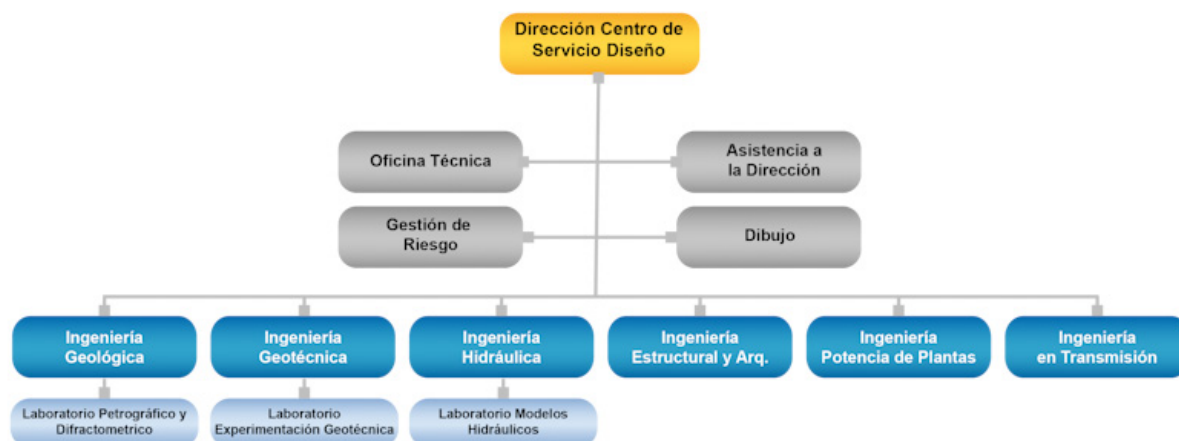 Dirección Centro de
Servicio Diseño
Oficina Técnica
Asistencia a
la Dirección
Gestión de
Riesgo
Dibujo
Ingeniería
Geológica
Ingeniería
Geotécnica
Ingeniería
Hidráulica
Ingeniería
Estructural y Arq.
Ingeniería
Potencia de Plantas
Ingeniería
en Transmisión
Laboratorio Petrográfico y
Difractometrico
Laboratorio
Experimentación Geotécnica
Laboratorio Modelos
Hidráulicos